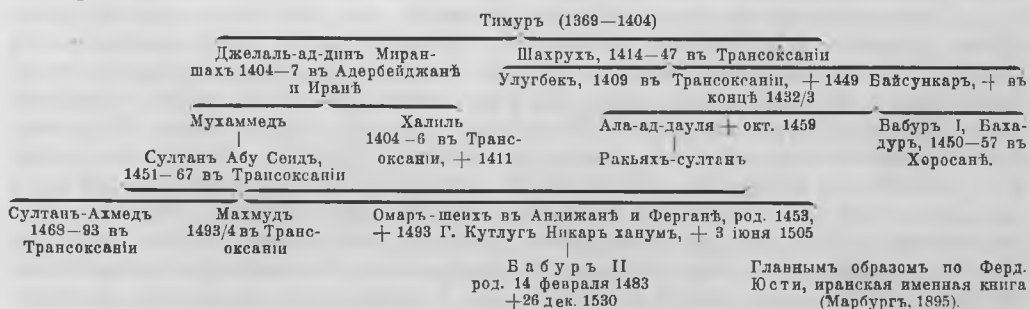 Тимуръ (1369—1404)
Джелаль-ад-динъ Миран-
шахъ 1404—7 въ Адербейджанѣ
и Иранѣ
Шахрухъ, 1414—47 въ Трансоксаніи
Улугбекъ, 1409 въ Трансоксаніи, + 1449
Байсункаръ, + въ
концѣ 1432/3
Мухаммедъ
Халиль
1404—6 въ Транс-
оксаніи, + 1411
Ала-ад-дауля + окт. 1459
Бабуръ I, Баха-
дуръ, 1450—57 въ
Хоросанѣ.
Султанъ Абу Сеидъ,
1451—67 въ Трансоксаніи
Ракьяхъ-султанъ
Султанъ-Ахмедъ
1468—93 въ
Трансоксаніи
Махмудъ
1493/4 въ Транс-
оксаніи
Омаръ-шеихъ въ Андижанѣ и Ферганѣ, род. 1453,
+ 1493 Г. Кутлугъ Никаръ ханумъ, + 3 іюня 1505
Бабуръ II
род. 14 февраля 1483
+26 дек. 1530
Главнымъ образомъ по Ферд.
Юсти, иранская именная книга
(Марбургъ, 1895).